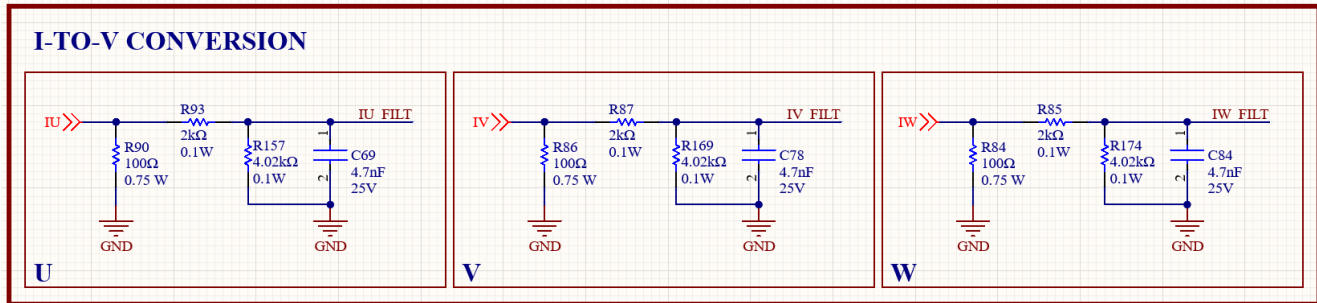 I-TO-V CONVERSION
IU
R93
2kΩ
0.1W
IU_FILT
R90
100Ω
0.75 W
R157
4.02kΩ
0.1W
1
2
C69
4.7nF
25V
GND
GND
U
IV
R87
2kΩ
0.1W
IV_FILT
R86
100Ω
0.75 W
R169
4.02kΩ
0.1W
1
2
C78
4.7nF
25V
GND
GND
V
IW
R85
2kΩ
0.1W
IW_FILT
R84
100Ω
0.75 W
R174
4.02kΩ
0.1W
1
2
C84
4.7nF
25V
GND
GND
W